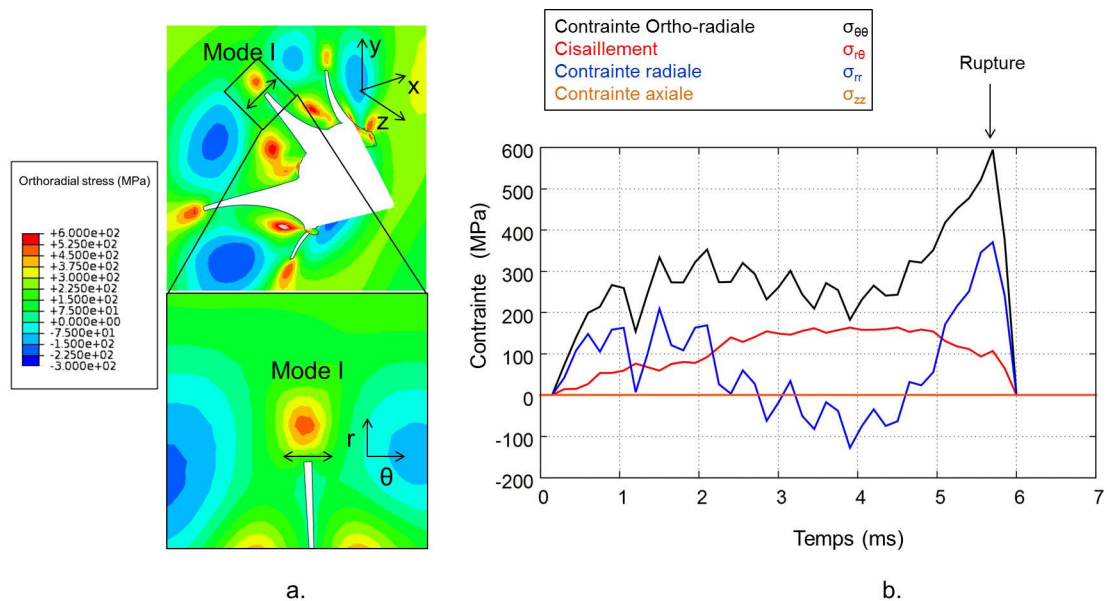 Mode I
y
x
z
Orthoradial stress (MPa)
+6.000e+02
+5.250e+02
+4.500e+02
+3.750e+02
+3.000e+02
+2.250e+02
+1.500e+02
+7.500e+01
+0.000e+00
-7.500e+01
-1.500e+02
-2.250e+02
-3.000e+02
Mode I
r
θ
a.
Contrainte Ortho-radiale σθθ
Cisaillement σrθ
Contrainte radiale σrr
Contrainte axiale σzz
Rupture
Contrainte (MPa)
600
500
400
300
200
100
0
-100
-200
0 1 2 3 4 5 6 7
Temps (ms)
b.